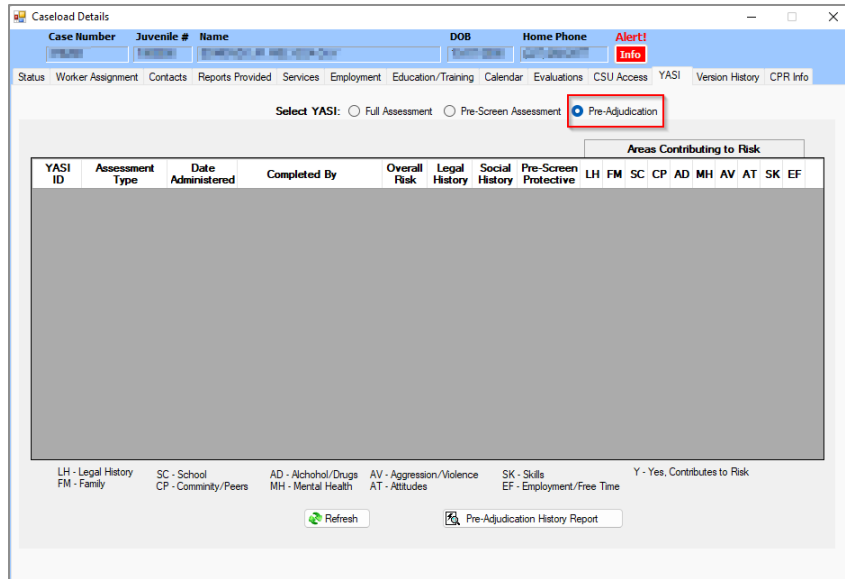 Caseload Details
Case Number Juvenile # Name DOB Home Phone Alert!
Info
Status Worker Assignment Contacts Reports Provided Services Employment Education/Training Calendar Evaluations CSU Access YASI Version History CPR Info
Select YASI: Full Assessment Pre-Screen Assessment Pre-Adjudication
Areas Contributing to Risk
YASI ID Assessment Type Date Administered Completed By Overall Risk Legal History Social History Pre-Screen Protective LH FM SC CP AD MH AV AT SK EF
LH - Legal History SC - School AD - Alchohol/Drugs AV - Aggression/Violence SK - Skills Y - Yes, Contributes to Risk
FM - Family CP - Comminity/Peers MH - Mental Health AT - Attitudes EF - Employment/Free Time
Refresh Pre-Adjudication History Report